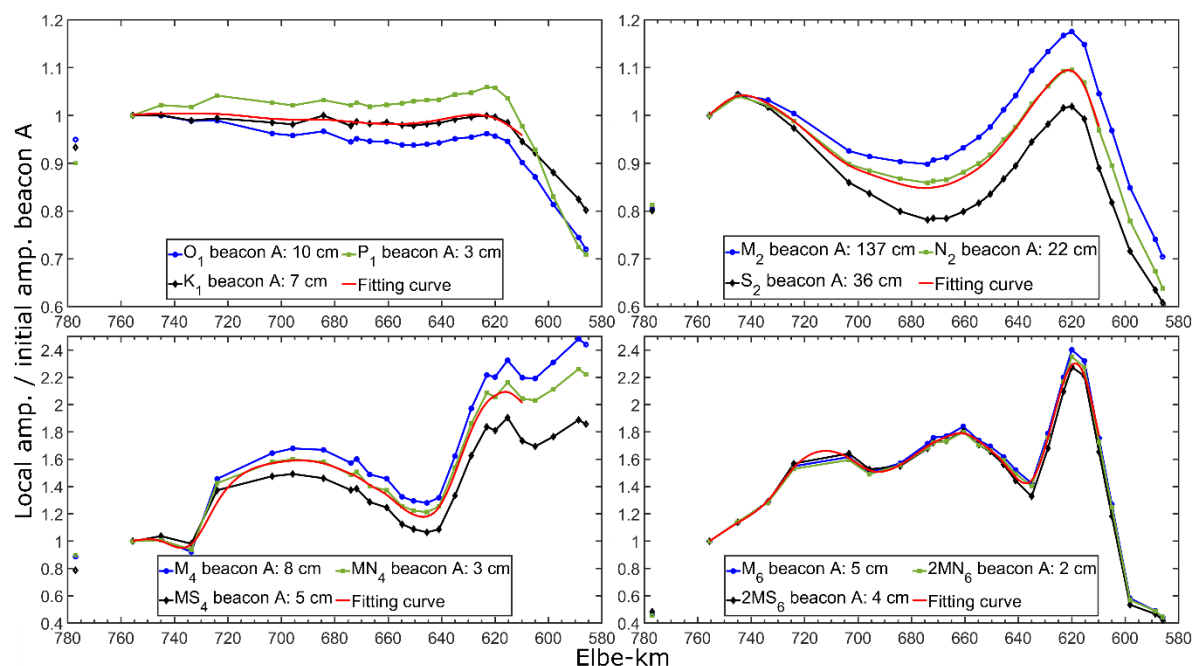 Local amp. / initial amp. beacon A
1.2
1.1
1
0.9
0.8
0.7
0.6
O1 beacon A: 10 cm P1 beacon A: 3 cm
K1 beacon A: 7 cm Fitting curve
780 760 740 720 700 680 660 640 620 600 580
1.2
1.1
1
0.9
0.8
0.7
0.6
M2 beacon A: 137 cm N2 beacon A: 22 cm
S2 beacon A: 36 cm Fitting curve
780 760 740 720 700 680 660 640 620 600 580
2.4
2.2
2
1.8
1.6
1.4
1.2
1
0.8
0.6
0.4
M4 beacon A: 8 cm MN4 beacon A: 3 cm
MS4 beacon A: 5 cm Fitting curve
780 760 740 720 700 680 660 640 620 600 580
2.4
2.2
2
1.8
1.6
1.4
1.2
1
0.8
0.6
0.4
M6 beacon A: 5 cm 2MN6 beacon A: 2 cm
2MS6 beacon A: 4 cm Fitting curve
780 760 740 720 700 680 660 640 620 600 580
Elbe-km